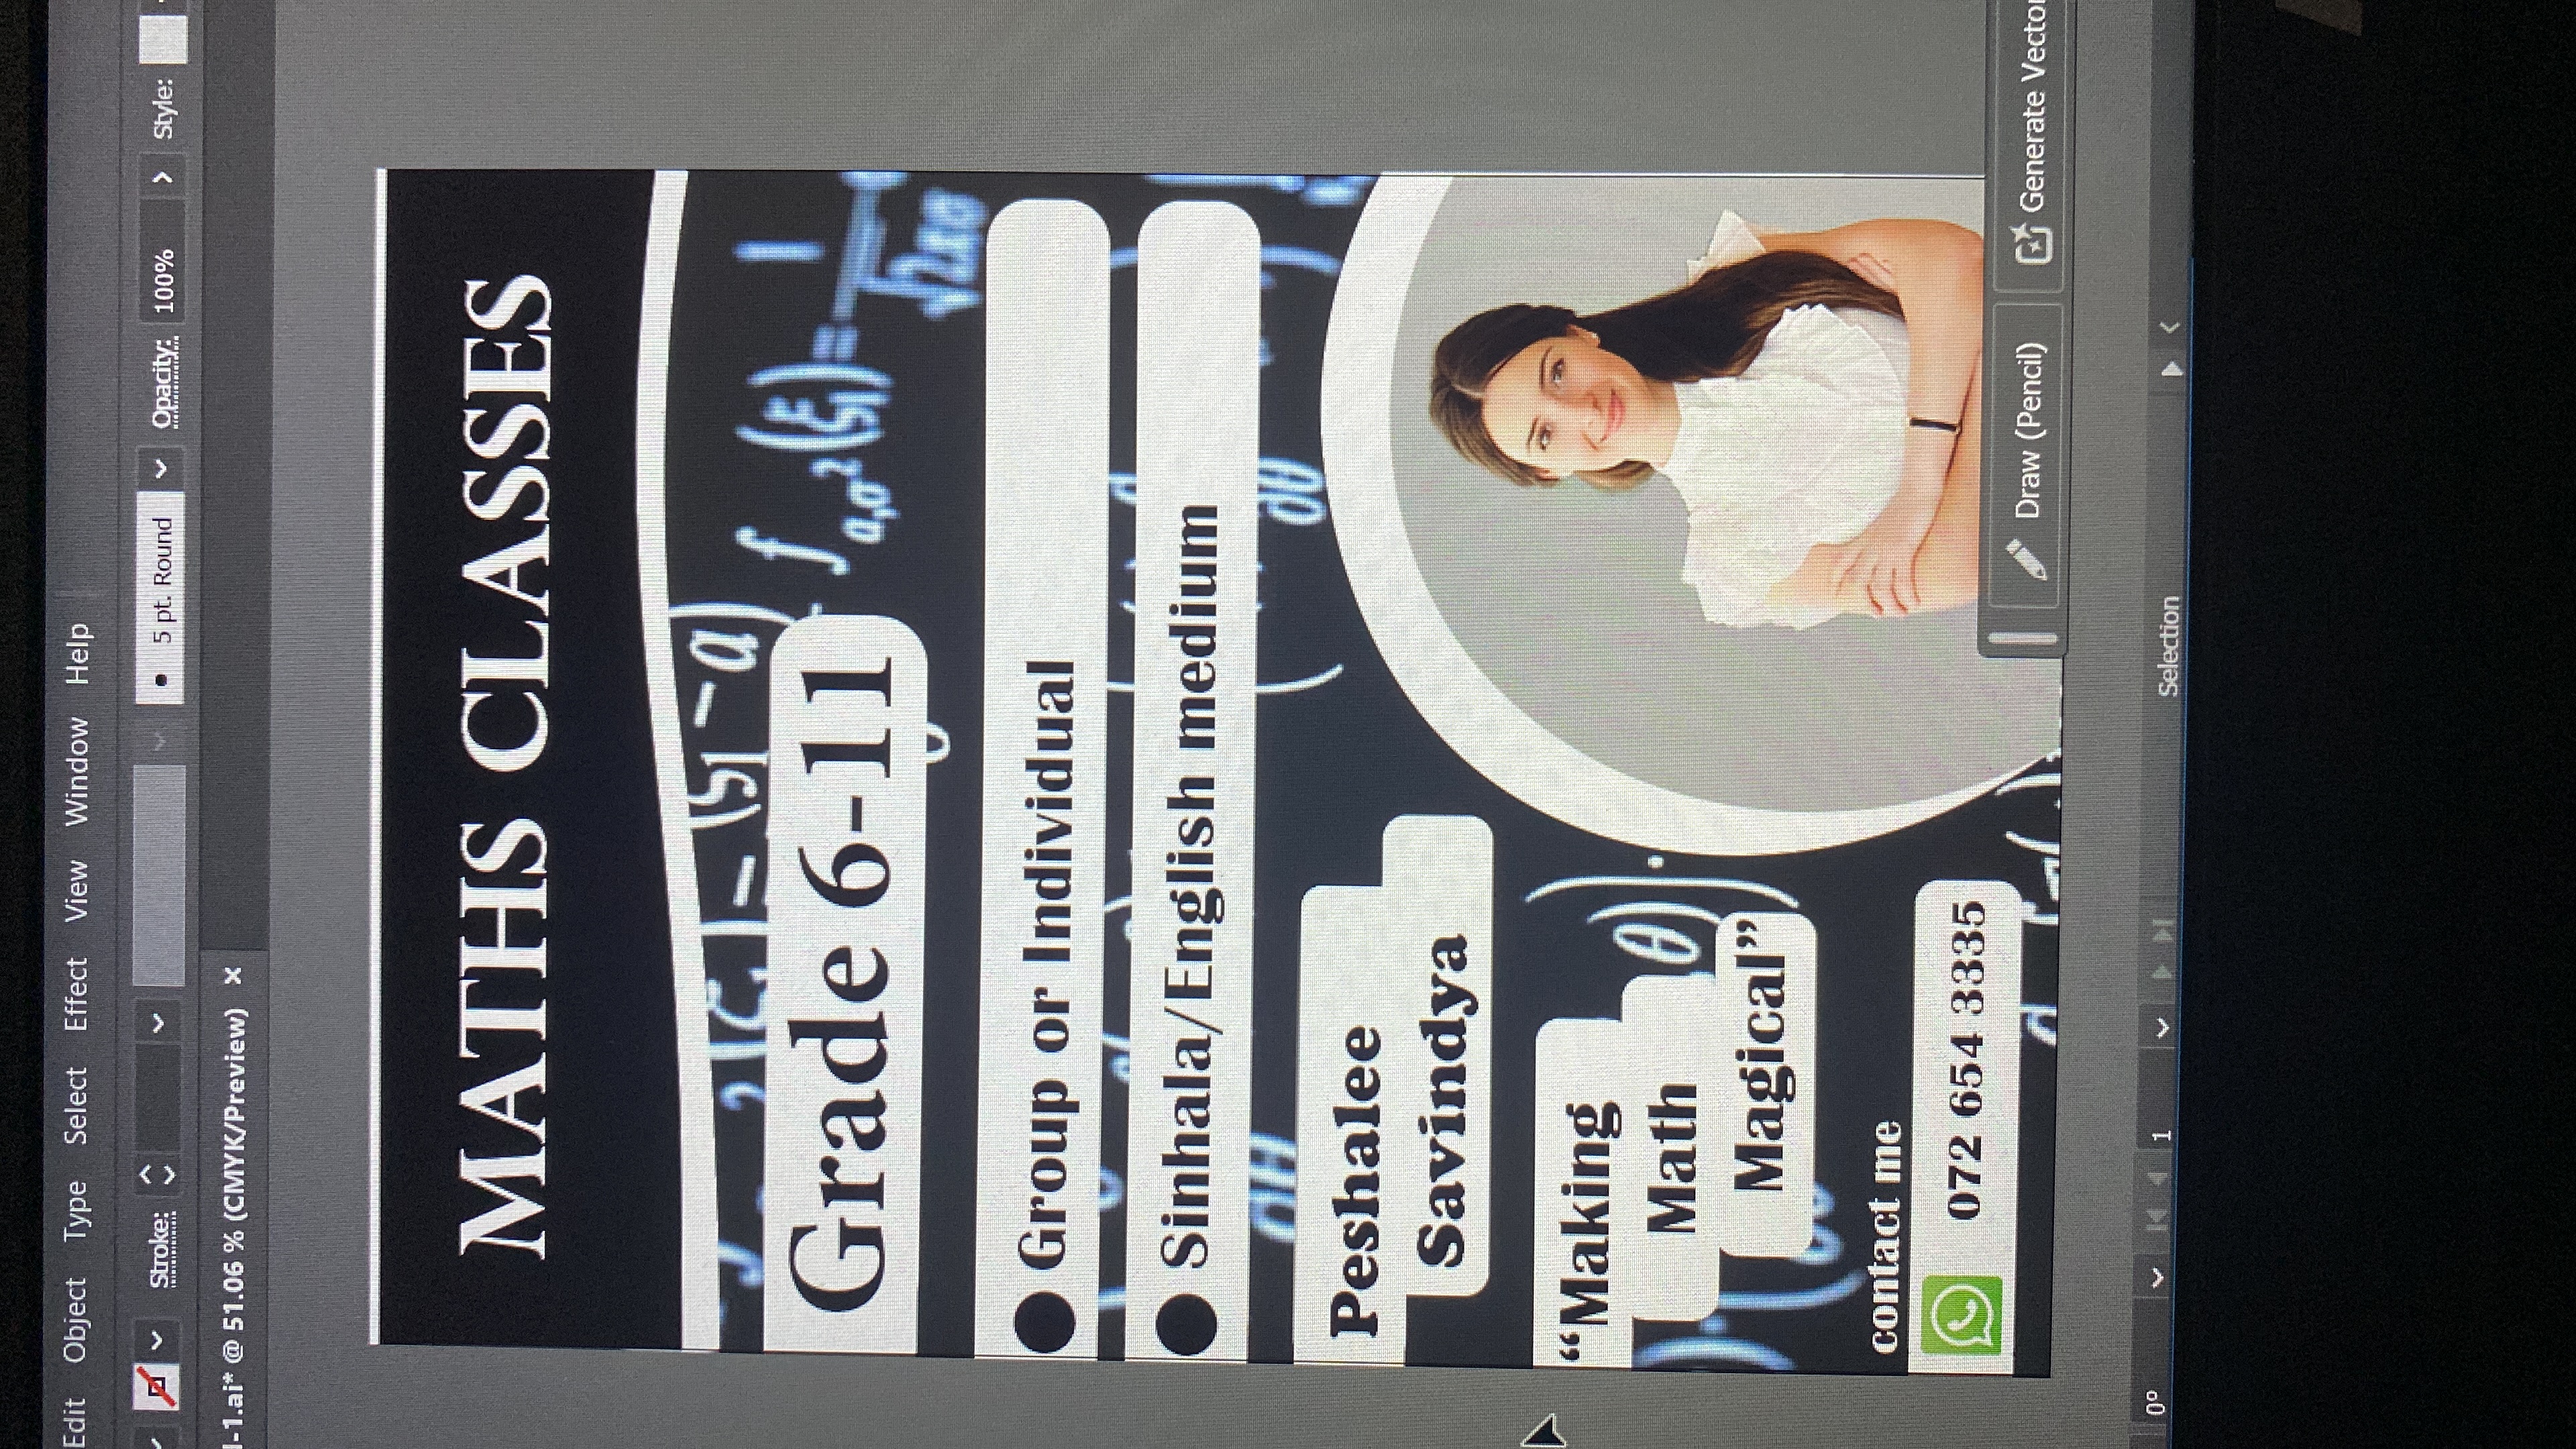 Edit Object Type Select Effect View Window Help
Stroke: 5 pt. Round Opacity: 100% Style:
l-1.ai* @ 51.06 % (CMYK/Preview) ×
MATHS CLASSES
Grade 6-11
Group or Individual
Sinhala/English medium
Peshalee
Savindya
“Making
Math
Magical”
contact me
072 654 3335
Draw (Pencil) Generate
0° 1 Selection